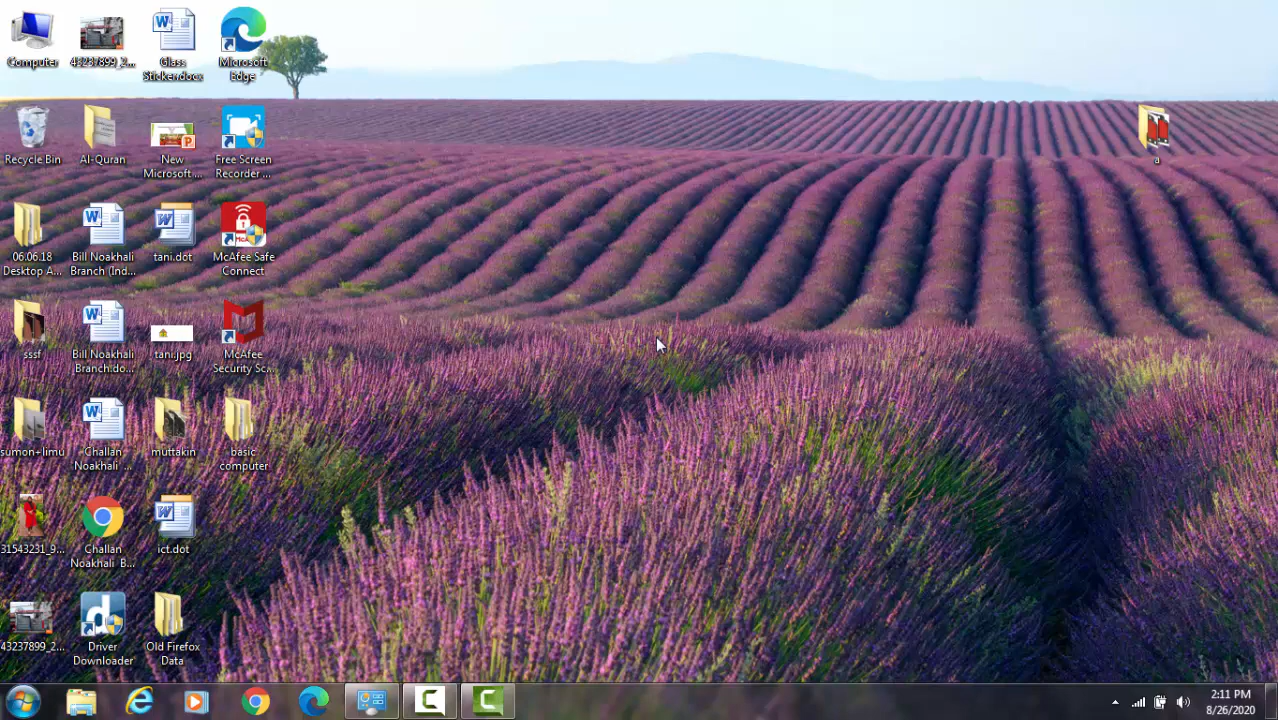 Computer
43237899_2...
Glass
Sticker.docx
Microsoft
Edge
Recycle Bin
Al-Quran
New
Microsoft ...
Free Screen
Recorder ...
a
06.06.18
Desktop A...
Bill Noakhali
Branch (Ind...
tani.dot
McAfee Safe
Connect
sssf
Bill Noakhali
Branch.do...
tani.jpg
McAfee
Security Sc...
sumon+limu
Challan
Noakhali ...
muttakin
basic
computer
31543231_9...
Challan
Noakhali B...
ict.dot
43237899_2...
Driver
Downloader
Old Firefox
Data
2:11 PM
8/26/2020